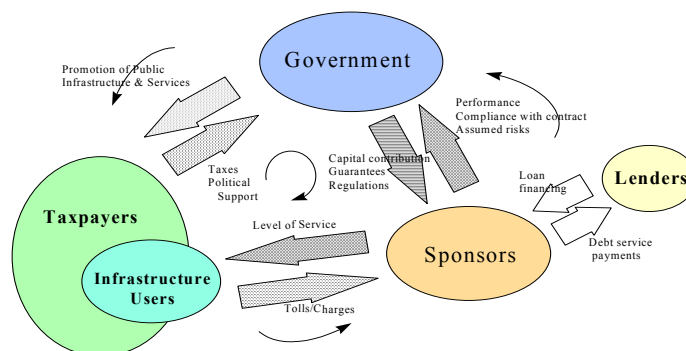 Government
Promotion of Public
Infrastructure & Services
Performance
Compliance with contract
Assumed risks
Taxes
Political
Support
Capital contribution
Guarantees
Regulations
Loan
financing
Lenders
Taxpayers
Level of Service
Sponsors
Debt service
payments
Infrastructure
Users
Tolls/Charges